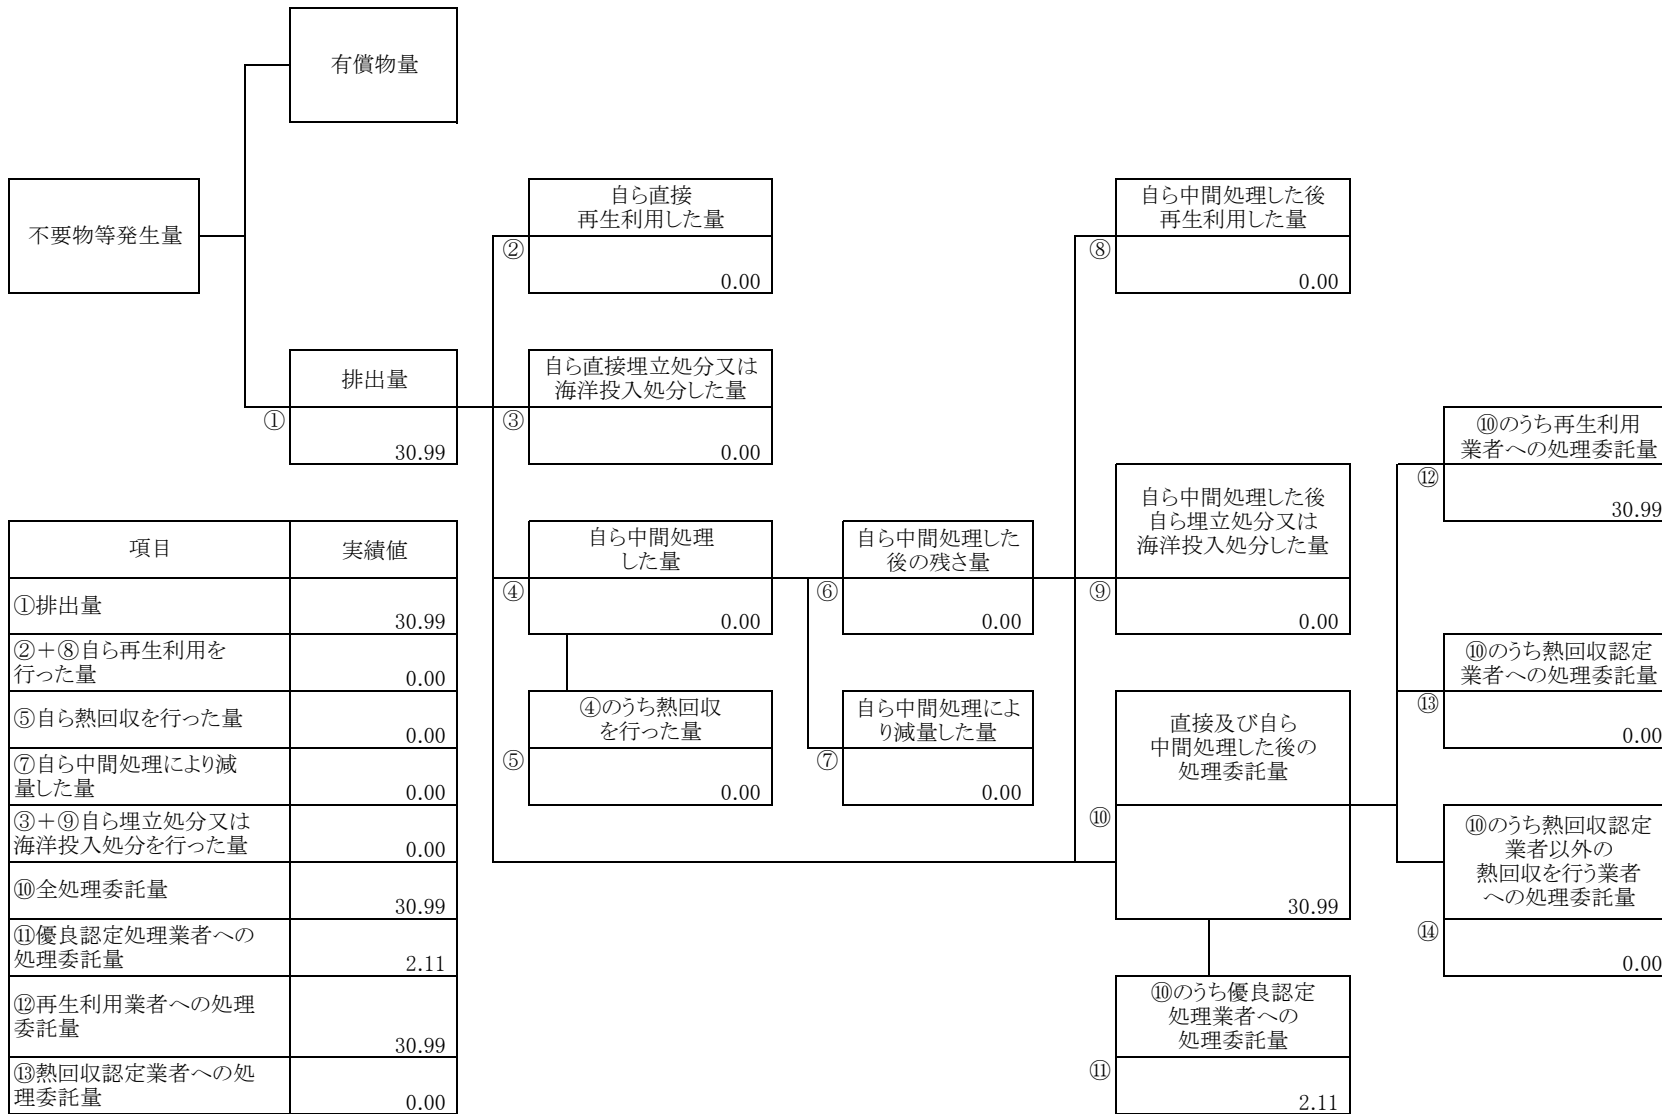 有償物量
不要物等発生量
自ら直接
再生利用した量
②
0.00
自ら中間処理した後
再生利用した量
⑧
0.00
排出量
①
30.99
自ら直接埋立処分又は
海洋投入処分した量
③
0.00
⑩のうち再生利用
業者への処理委託量
⑫
30.99
自ら中間処理
した量
④
0.00
自ら中間処理した
後の残さ量
⑥
0.00
自ら中間処理した後
自ら埋立処分又は
海洋投入処分した量
⑨
0.00
⑩のうち熱回収認定
業者への処理委託量
⑬
0.00
④のうち熱回収
を行った量
⑤
0.00
自ら中間処理によ
り減量した量
⑦
0.00
直接及び自ら
中間処理した後の
処理委託量
⑩
30.99
⑩のうち熱回収認定
業者以外の
熱回収を行う業者
への処理委託量
⑭
0.00
⑩のうち優良認定
処理業者への
処理委託量
⑪
2.11
項目 実績値
①排出量 30.99
②＋⑧自ら再生利用を
行った量 0.00
⑤自ら熱回収を行った量 0.00
⑦自ら中間処理により減
量した量 0.00
③＋⑨自ら埋立処分又は
海洋投入処分を行った量 0.00
⑩全処理委託量 30.99
⑪優良認定処理業者への
処理委託量 2.11
⑫再生利用業者への処理
委託量 30.99
⑬熱回収認定業者への処
理委託量 0.00